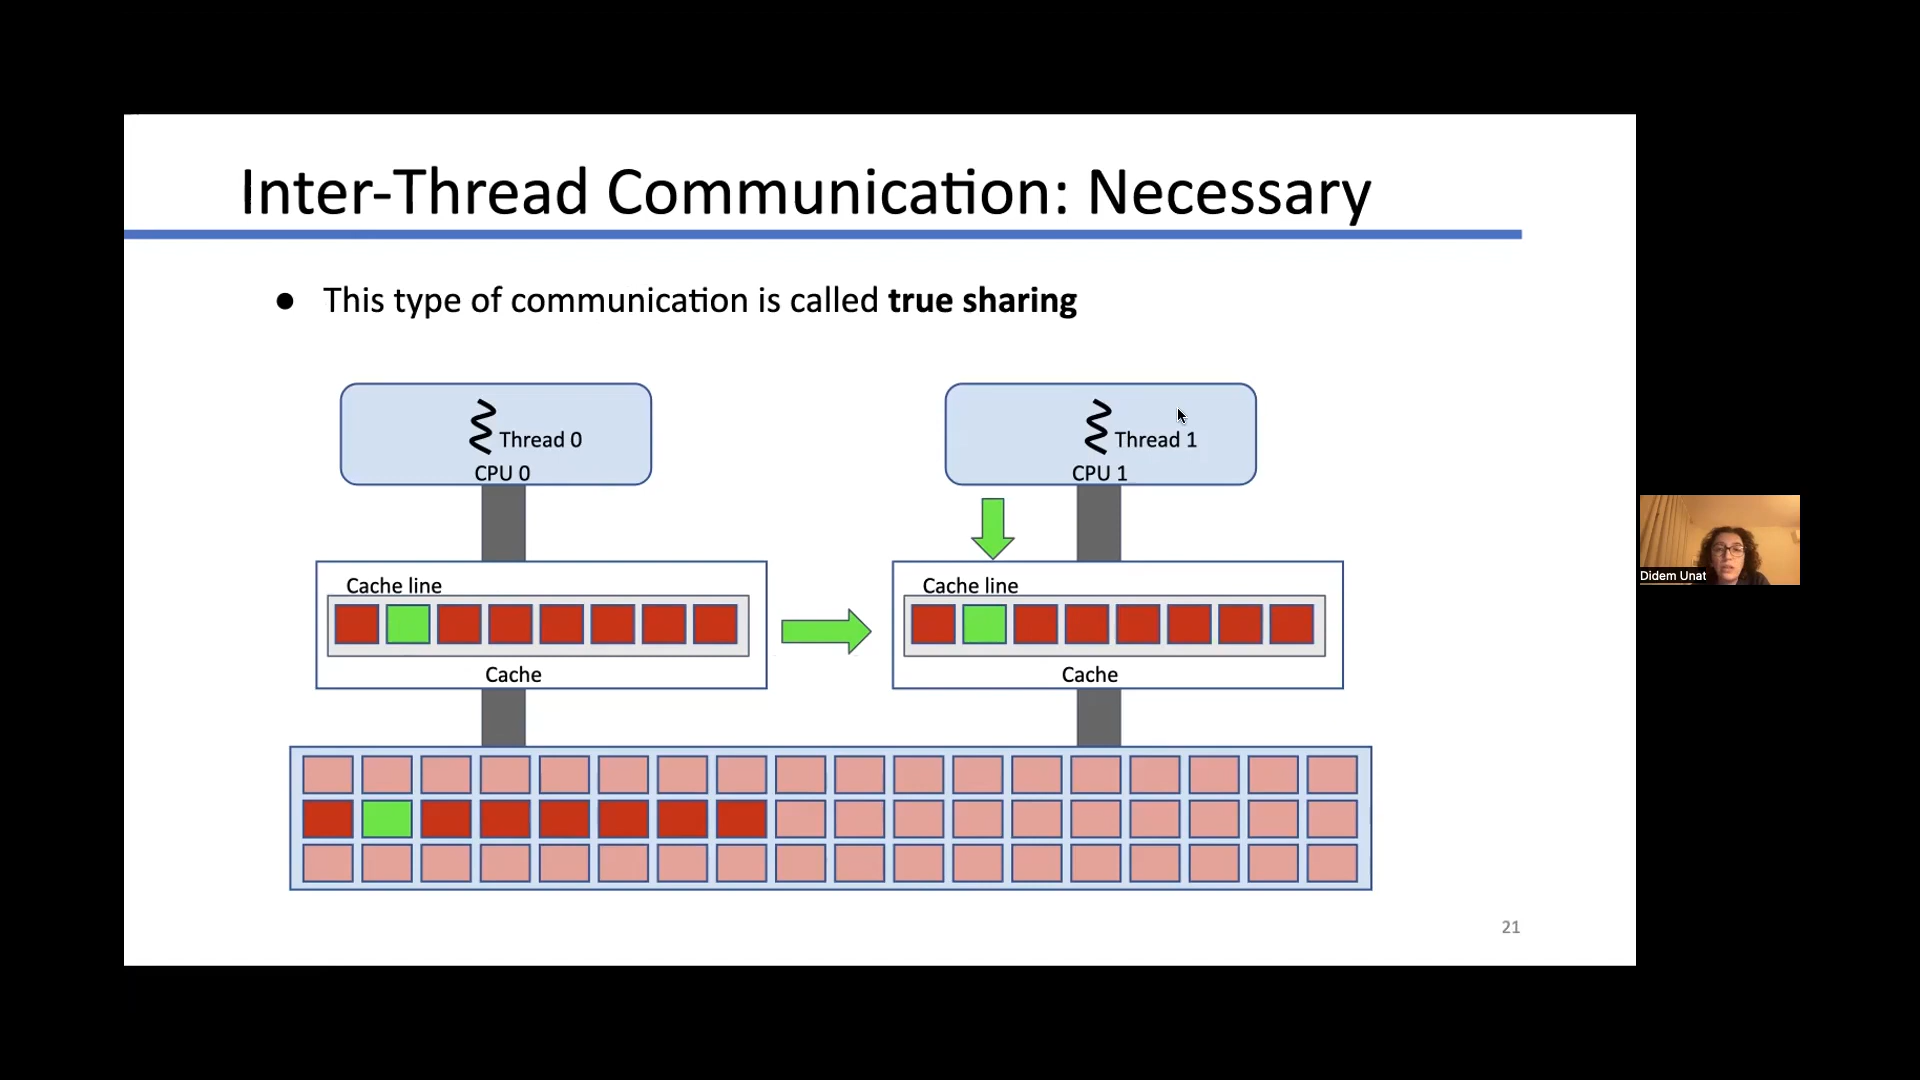 Inter-Thread Communication: Necessary
● This type of communication is called true sharing
Thread 0
CPU 0
Thread 1
CPU 1
Cache line
Cache
Cache line
Cache
Didem Unat
21